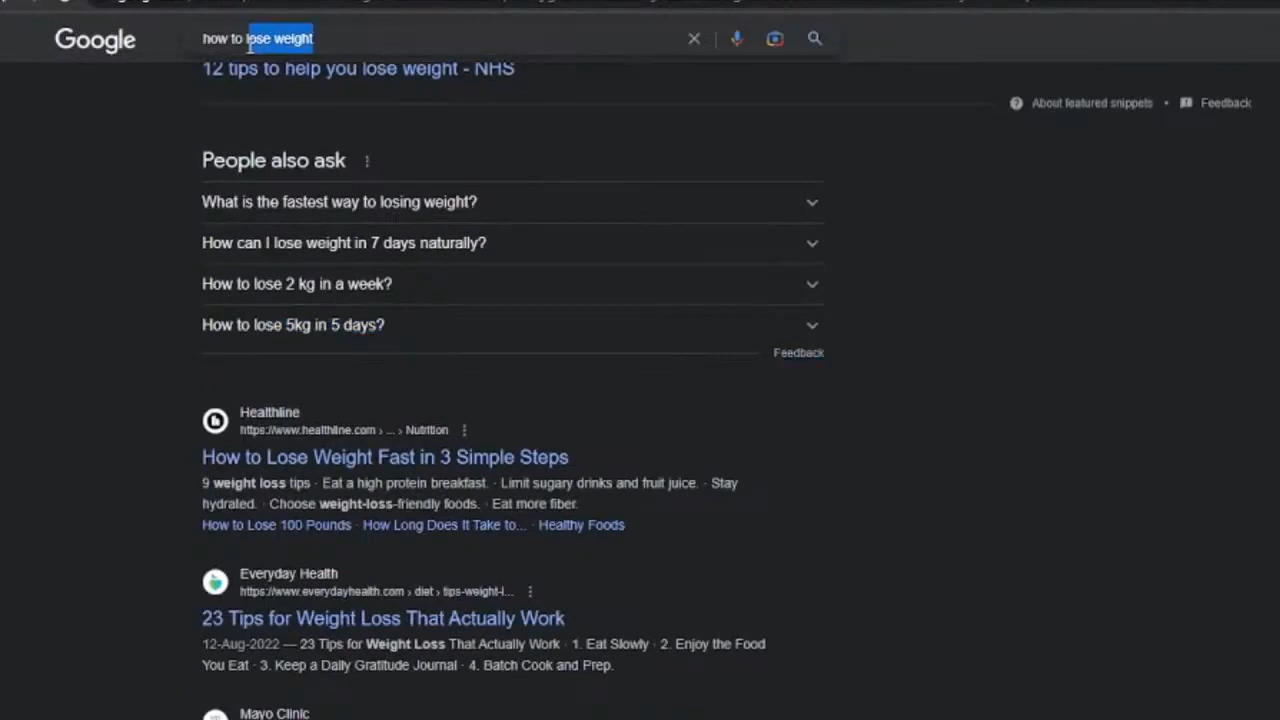 Google
how to lose weight
12 tips to help you lose weight - NHS
About featured snippets • Feedback
People also ask
What is the fastest way to losing weight?
How can I lose weight in 7 days naturally?
How to lose 2 kg in a week?
How to lose 5kg in 5 days?
Feedback
Healthline
https://www.healthline.com › ... › Nutrition
How to Lose Weight Fast in 3 Simple Steps
9 weight loss tips · Eat a high protein breakfast. · Limit sugary drinks and fruit juice. · Stay
hydrated. · Choose weight-loss-friendly foods. · Eat more fiber.
How to Lose 100 Pounds · How Long Does It Take to... · Healthy Foods
Everyday Health
https://www.everydayhealth.com › diet › tips-weight-l...
23 Tips for Weight Loss That Actually Work
12-Aug-2022 — 23 Tips for Weight Loss That Actually Work · 1. Eat Slowly · 2. Enjoy the Food
You Eat · 3. Keep a Daily Gratitude Journal · 4. Batch Cook and Prep.
Mayo Clinic